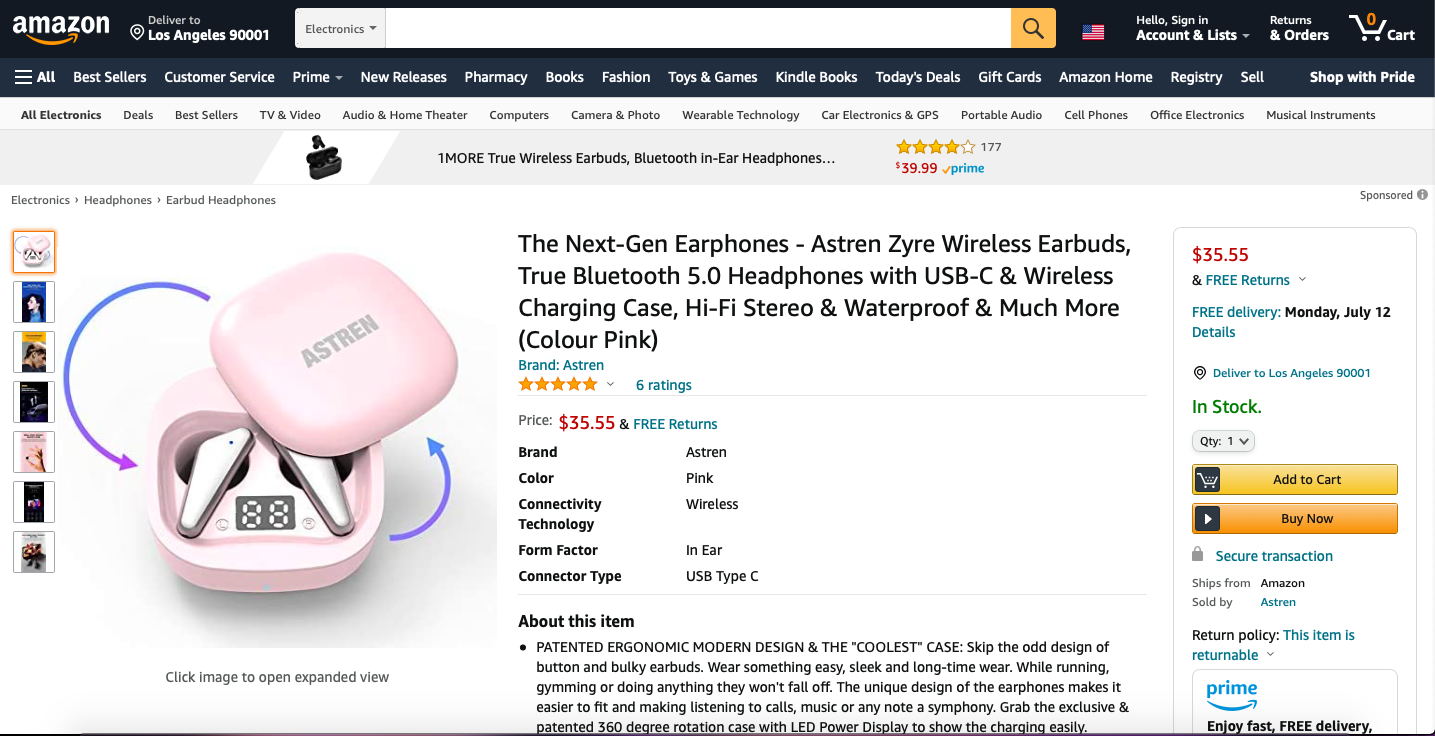 amazon
Deliver to
Los Angeles 90001
Electronics
Hello, Sign in
Account & Lists
Returns
& Orders
0
Cart
All
Best Sellers
Customer Service
Prime
New Releases
Pharmacy
Books
Fashion
Toys & Games
Kindle Books
Today's Deals
Gift Cards
Amazon Home
Registry
Sell
Shop with Pride
All Electronics
Deals
Best Sellers
TV & Video
Audio & Home Theater
Computers
Camera & Photo
Wearable Technology
Car Electronics & GPS
Portable Audio
Cell Phones
Office Electronics
Musical Instruments
1MORE True Wireless Earbuds, Bluetooth in-Ear Headphones…
177
$39.99 prime
Sponsored
Electronics › Headphones › Earbud Headphones
ASTREN
88
Click image to open expanded view
The Next-Gen Earphones - Astren Zyre Wireless Earbuds,
True Bluetooth 5.0 Headphones with USB-C & Wireless
Charging Case, Hi-Fi Stereo & Waterproof & Much More
(Colour Pink)
Brand: Astren
6 ratings
Price: $35.55 & FREE Returns
Brand Astren
Color Pink
Connectivity Wireless
Technology
Form Factor In Ear
Connector Type USB Type C
About this item
• PATENTED ERGONOMIC MODERN DESIGN & THE "COOLEST" CASE: Skip the odd design of
button and bulky earbuds. Wear something easy, sleek and long-time wear. While running,
gymming or doing anything they won't fall off. The unique design of the earphones makes it
easier to fit and making listening to calls, music or any note a symphony. Grab the exclusive &
patented 360 degree rotation case with LED Power Display to show the charging easily.
$35.55
& FREE Returns
FREE delivery: Monday, July 12
Details
Deliver to Los Angeles 90001
In Stock.
Qty: 1
Add to Cart
Buy Now
Secure transaction
Ships from Amazon
Sold by Astren
Return policy: This item is
returnable
prime
Enjoy fast, FREE delivery,